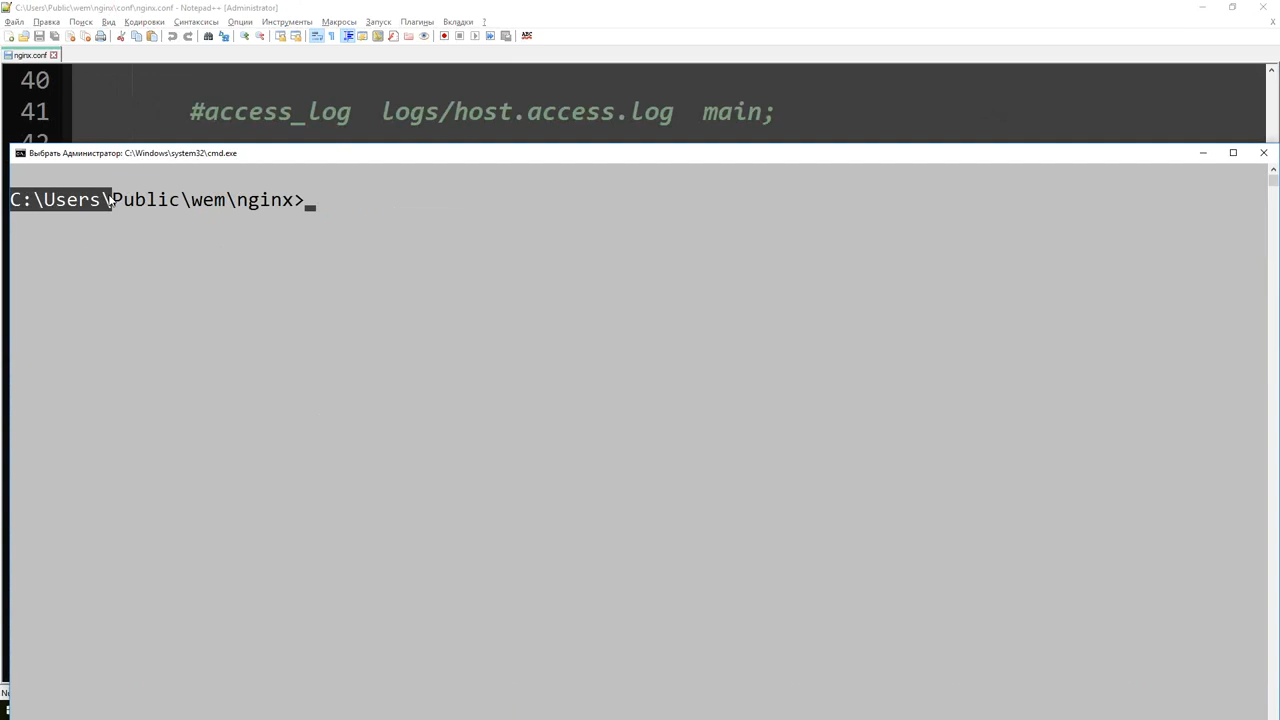 C:\Users\Public\wem\nginx\conf\nginx.conf - Notepad++ [Administrator]
Файл Правка Поиск Вид Кодировки Синтаксисы Опции Инструменты Макросы Запуск Плагины Вкладки ?
X
ABC
nginx.conf
40
41 #access_log logs/host.access.log main;
Выбрать Администратор: C:\Windows\system32\cmd.exe
C:\Users\Public\wem\nginx>